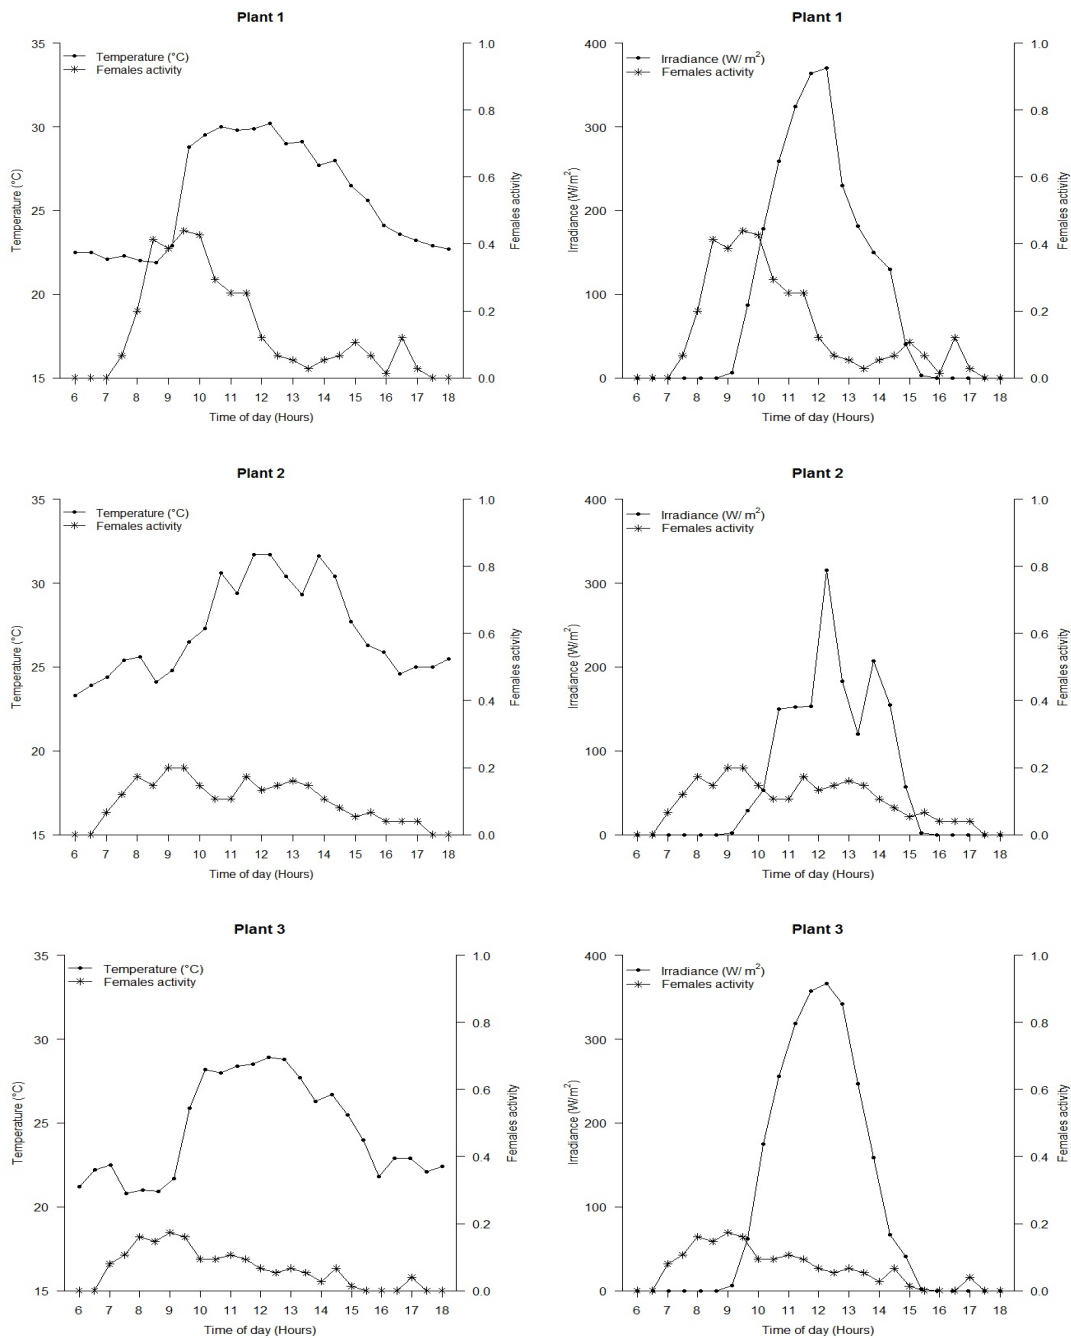 Plant 1
35
30
25
20
15
Temperature (°C)
Temperature (°C)
Females activity
1.0
0.8
0.6
0.4
0.2
0.0
Females activity
6 7 8 9 10 11 12 13 14 15 16 17 18
Time of day (Hours)
Plant 1
400
300
200
100
0
Irradiance (W/m²)
Irradiance (W/ m²)
Females activity
1.0
0.8
0.6
0.4
0.2
0.0
Females activity
6 7 8 9 10 11 12 13 14 15 16 17 18
Time of day (Hours)
Plant 2
35
30
25
20
15
Temperature (°C)
Temperature (°C)
Females activity
1.0
0.8
0.6
0.4
0.2
0.0
Females activity
6 7 8 9 10 11 12 13 14 15 16 17 18
Time of day (Hours)
Plant 2
400
300
200
100
0
Irradiance (W/m²)
Irradiance (W/ m²)
Females activity
1.0
0.8
0.6
0.4
0.2
0.0
Females activity
6 7 8 9 10 11 12 13 14 15 16 17 18
Time of day (Hours)
Plant 3
35
30
25
20
15
Temperature (°C)
Temperature (°C)
Females activity
1.0
0.8
0.6
0.4
0.2
0.0
Females activity
6 7 8 9 10 11 12 13 14 15 16 17 18
Time of day (Hours)
Plant 3
400
300
200
100
0
Irradiance (W/m²)
Irradiance (W/ m²)
Females activity
1.0
0.8
0.6
0.4
0.2
0.0
Females activity
6 7 8 9 10 11 12 13 14 15 16 17 18
Time of day (Hours)